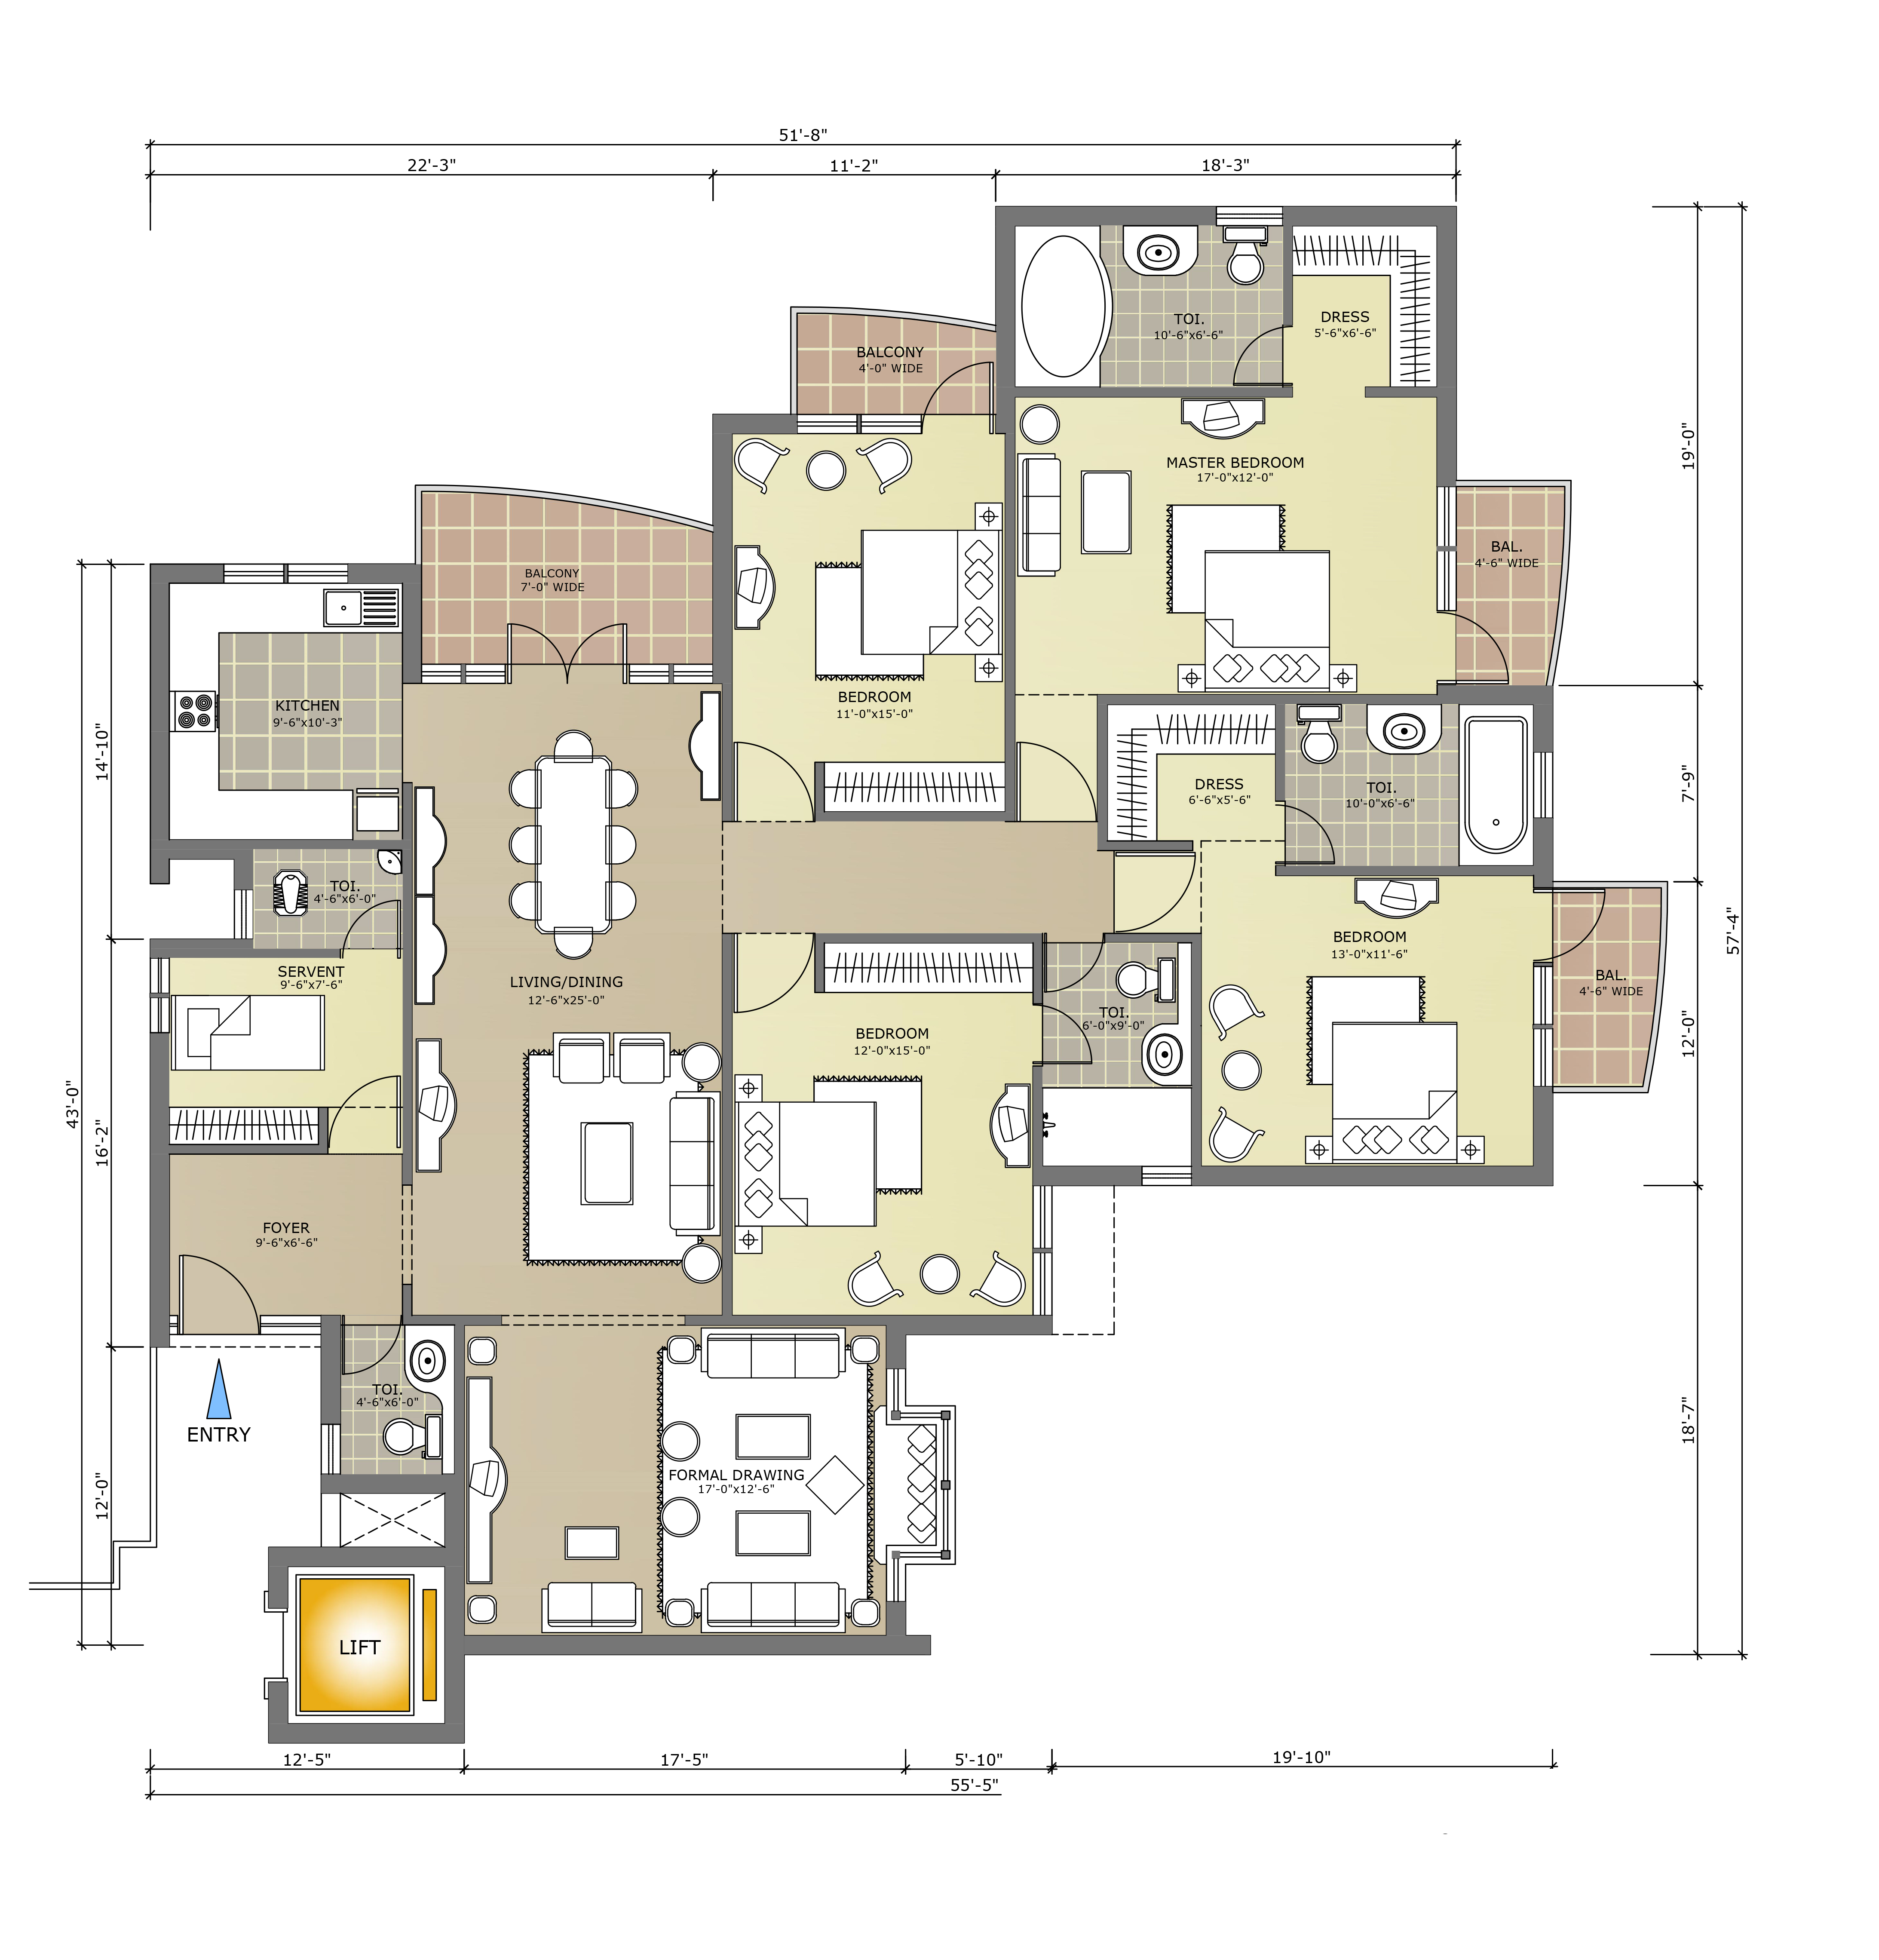 51'-8"
22'-3"
11'-2"
18'-3"
TOI.
10'-6"x6'-6"
DRESS
5'-6"x6'-6"
BALCONY
4'-0" WIDE
MASTER BEDROOM
17'-0"x12'-0"
19'-0"
BAL.
4'-6" WIDE
BALCONY
7'-0" WIDE
BEDROOM
11'-0"x15'-0"
KITCHEN
9'-6"x10'-3"
14'-10"
DRESS
6'-6"x5'-6"
TOI.
10'-0"x6'-6"
7'-9"
TOI.
4'-6"x6'-0"
57'-4"
BEDROOM
13'-0"x11'-6"
SERVENT
9'-6"x7'-6"
LIVING/DINING
12'-6"x25'-0"
BAL.
4'-6" WIDE
TOI.
6'-0"x9'-0"
BEDROOM
12'-0"x15'-0"
12'-0"
43'-0"
16'-2"
FOYER
9'-6"x6'-6"
TOI.
4'-6"x6'-0"
ENTRY
18'-7"
FORMAL DRAWING
17'-0"x12'-6"
12'-0"
LIFT
12'-5"
17'-5"
5'-10"
19'-10"
55'-5"